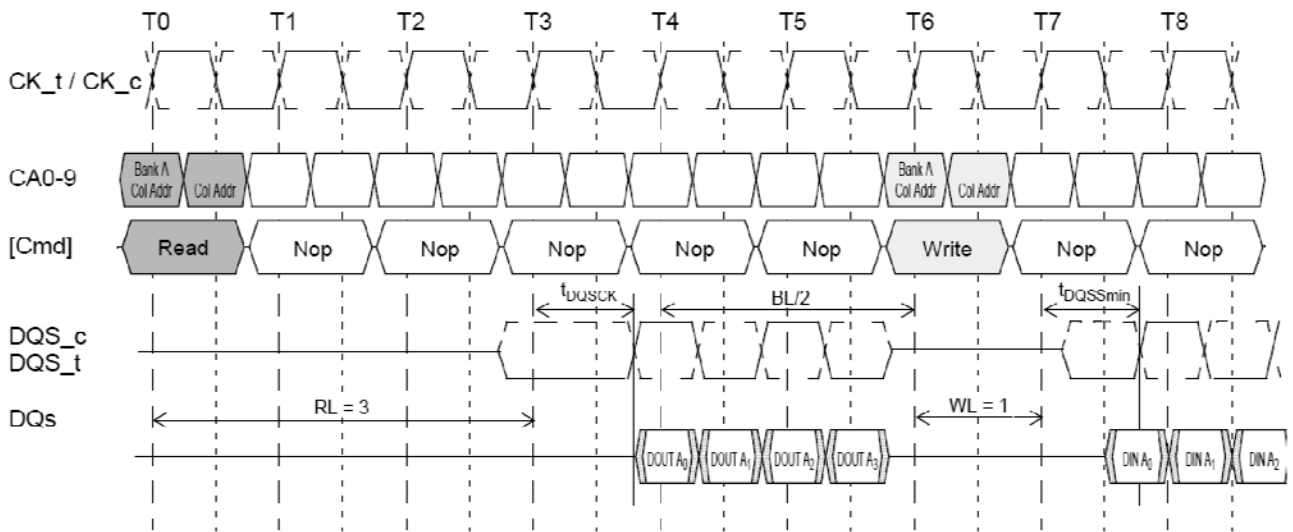 T0 T1 T2 T3 T4 T5 T6 T7 T8
CK_t / CK_c
CA0-9
Bank A
Col Addr
Col Addr
Bank A
Col Addr
Col Addr
[Cmd]
Read Nop Nop Nop Nop Nop Write Nop Nop
tDQSCK BL/2 tDQSSmin
DQS_c
DQS_t
DQs
RL = 3 WL = 1
DOUT A0 DOUT A1 DOUT A2 DOUT A3 DIN A0 DIN A1 DIN A2